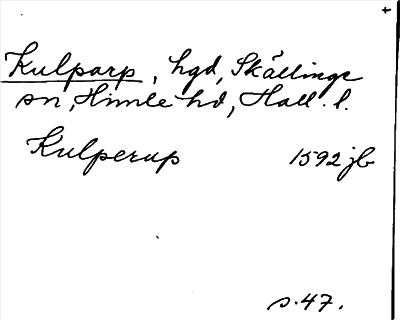 Kulparp, hgd, Skällinge
sn, Himle hd, Hall. l.
Kulperup 1592 jb
s. 47.